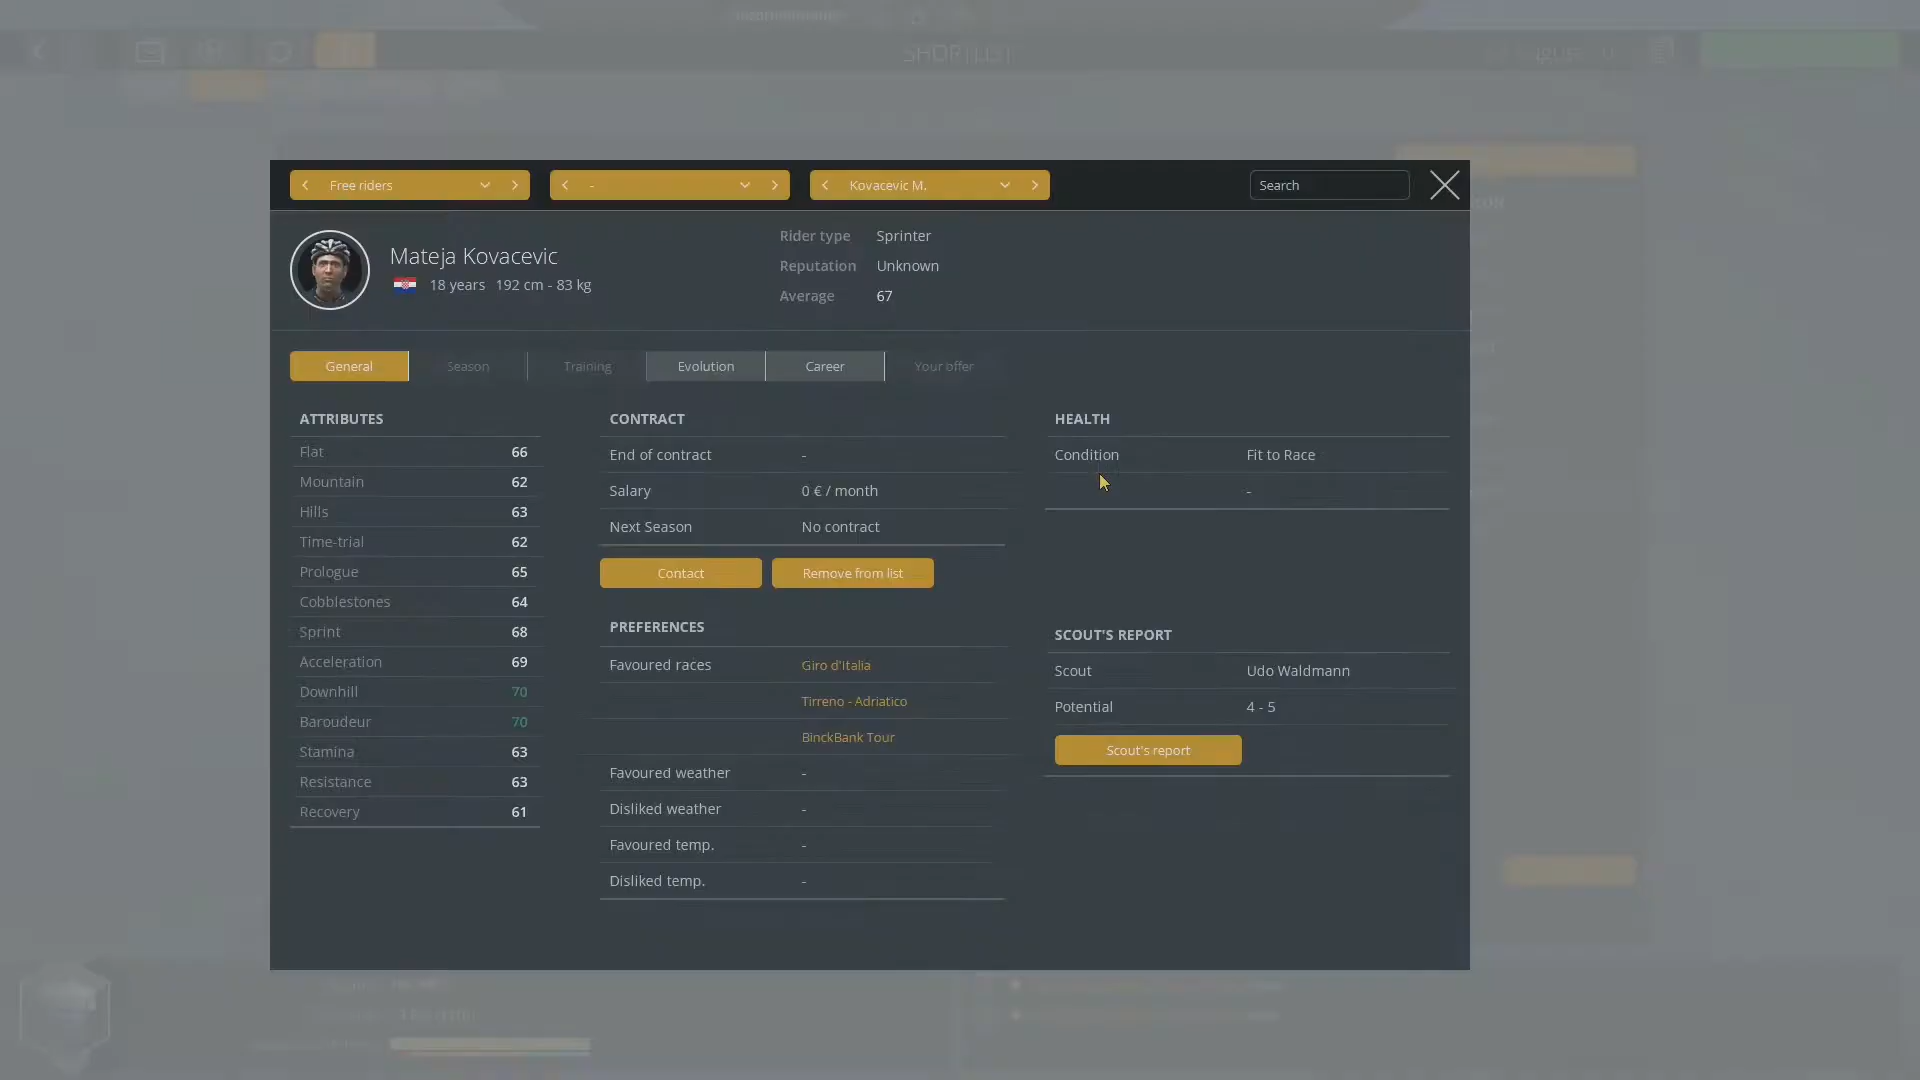 SHORTLIST
Free riders
-
Kovacevic M.
Search
Mateja Kovacevic
18 years 192 cm - 83 kg
Rider type Sprinter
Reputation Unknown
Average 67
General Season Training Evolution Career Your offer
ATTRIBUTES
Flat 66
Mountain 62
Hills 63
Time-trial 62
Prologue 65
Cobblestones 64
Sprint 68
Acceleration 69
Downhill 70
Baroudeur 70
Stamina 63
Resistance 63
Recovery 61
CONTRACT
End of contract -
Salary 0 € / month
Next Season No contract
Contact Remove from list
PREFERENCES
Favoured races Giro d'Italia
Tirreno - Adriatico
BinckBank Tour
Favoured weather -
Disliked weather -
Favoured temp. -
Disliked temp. -
HEALTH
Condition Fit to Race
-
SCOUT'S REPORT
Scout Udo Waldmann
Potential 4 - 5
Scout's report